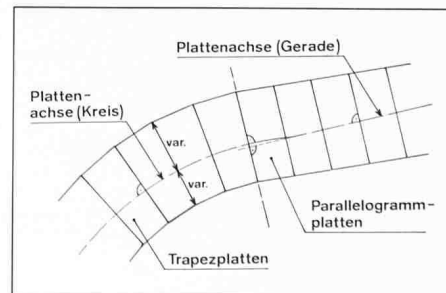 Plattenachse (Gerade)
Platten-
achse (Kreis)
var.
var.
Parallelogramm-
platten
Trapezplatten